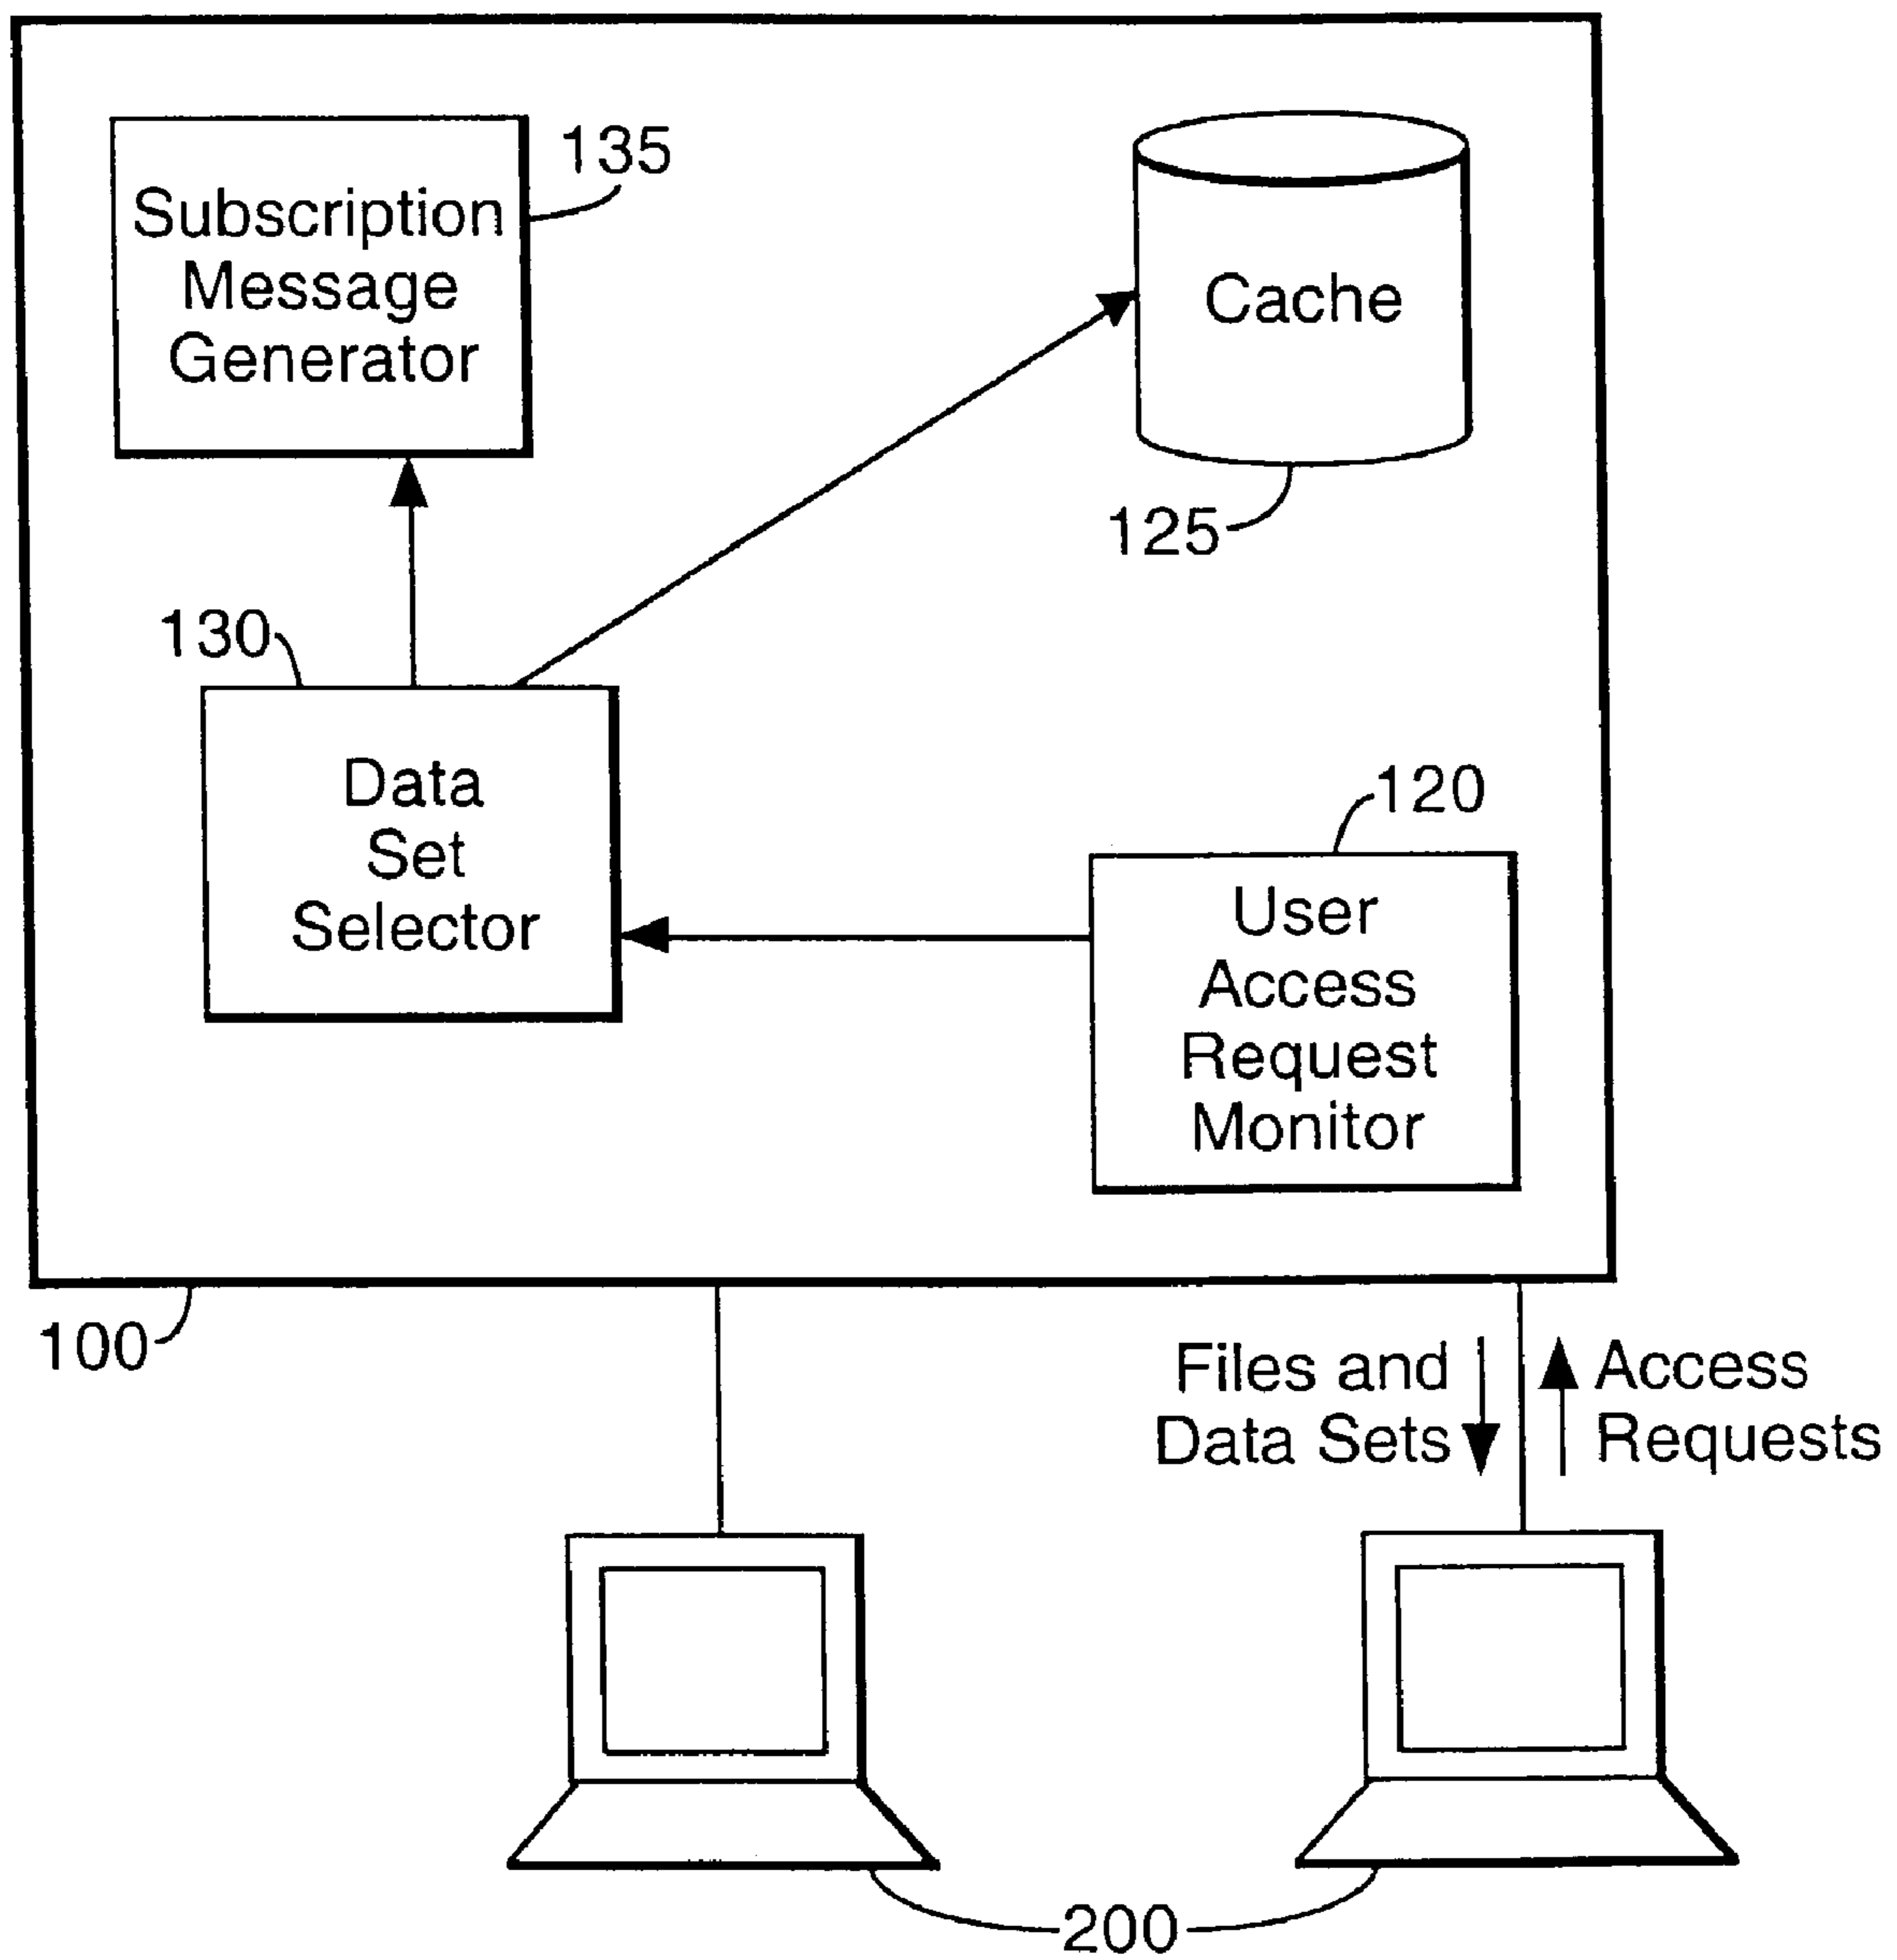 135
Subscription
Message
Generator
Cache
125
130
Data
Set
Selector
120
User
Access
Request
Monitor
100
Files and
Data Sets
Access
Requests
200